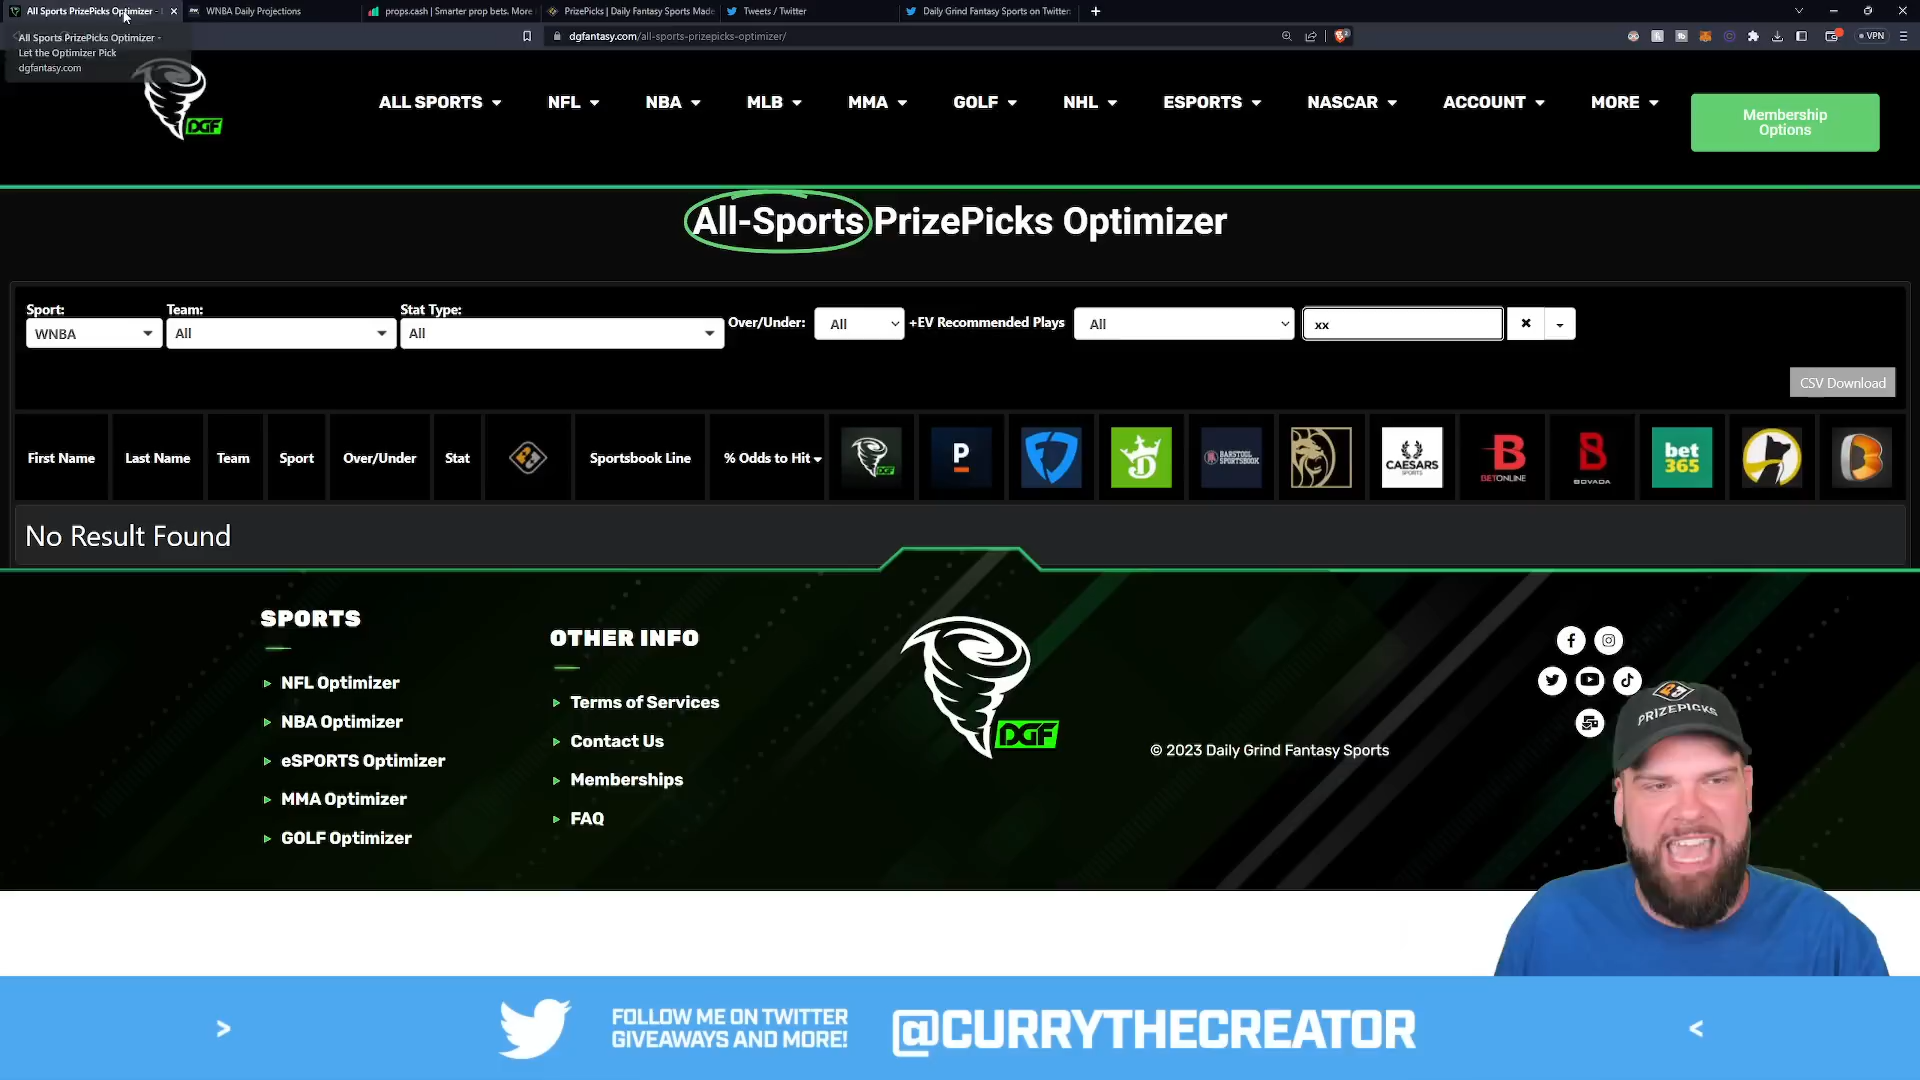 All Sports PrizePicks Optimizer -
WNBA Daily Projections
props.cash | Smarter prop bets. More
PrizePicks | Daily Fantasy Sports Made
Tweets / Twitter
Daily Grind Fantasy Sports on Twitter
dgfantasy.com/all-sports-prizepicks-optimizer/
VPN
All Sports PrizePicks Optimizer -
Let the Optimizer Pick
dgfantasy.com
DGF
ALL SPORTS
NFL
NBA
MLB
MMA
GOLF
NHL
ESPORTS
NASCAR
ACCOUNT
MORE
Membership
Options
All-Sports PrizePicks Optimizer
Sport:
WNBA
Team:
All
Stat Type:
All
Over/Under:
All
+EV Recommended Plays
All
xx
CSV Download
First Name
Last Name
Team
Sport
Over/Under
Stat
Sportsbook Line
% Odds to Hit
DGF
P
BARSTOOL
SPORTSBOOK
CAESARS
SPORTS
B
BETONLINE
B
BOVADA
bet
365
No Result Found
SPORTS
NFL Optimizer
NBA Optimizer
eSPORTS Optimizer
MMA Optimizer
GOLF Optimizer
OTHER INFO
Terms of Services
Contact Us
Memberships
FAQ
DGF
© 2023 Daily Grind Fantasy Sports
PRIZEPICKS
FOLLOW ME ON TWITTER
GIVEAWAYS AND MORE!
@CURRYTHECREATOR